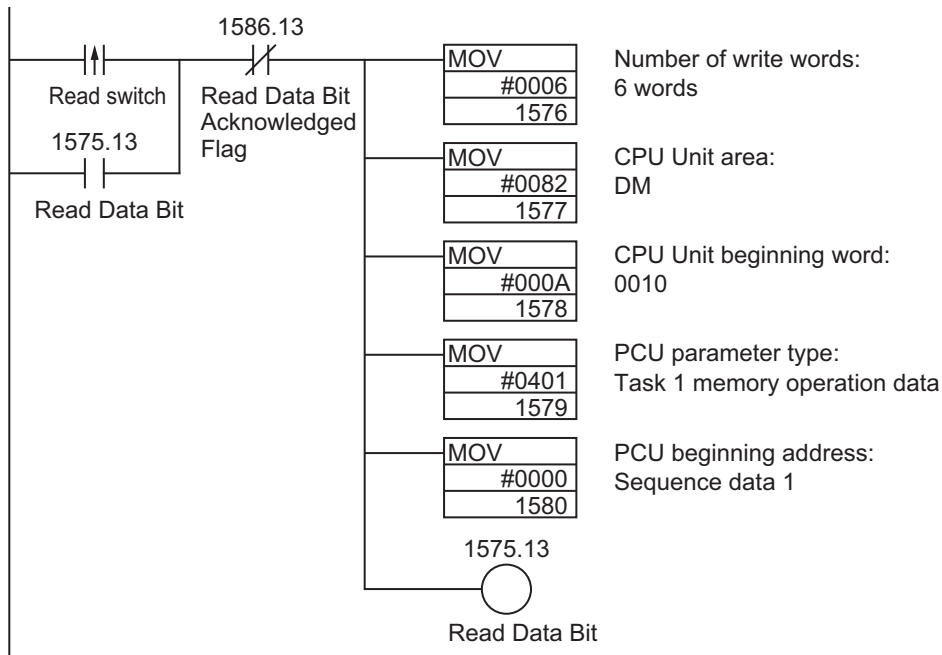 1586.13
Read switch
Read Data Bit
Acknowledged
Flag
1575.13
Read Data Bit
MOV
#0006
1576
Number of write words:
6 words
MOV
#0082
1577
CPU Unit area:
DM
MOV
#000A
1578
CPU Unit beginning word:
0010
MOV
#0401
1579
PCU parameter type:
Task 1 memory operation data
MOV
#0000
1580
PCU beginning address:
Sequence data 1
1575.13
Read Data Bit